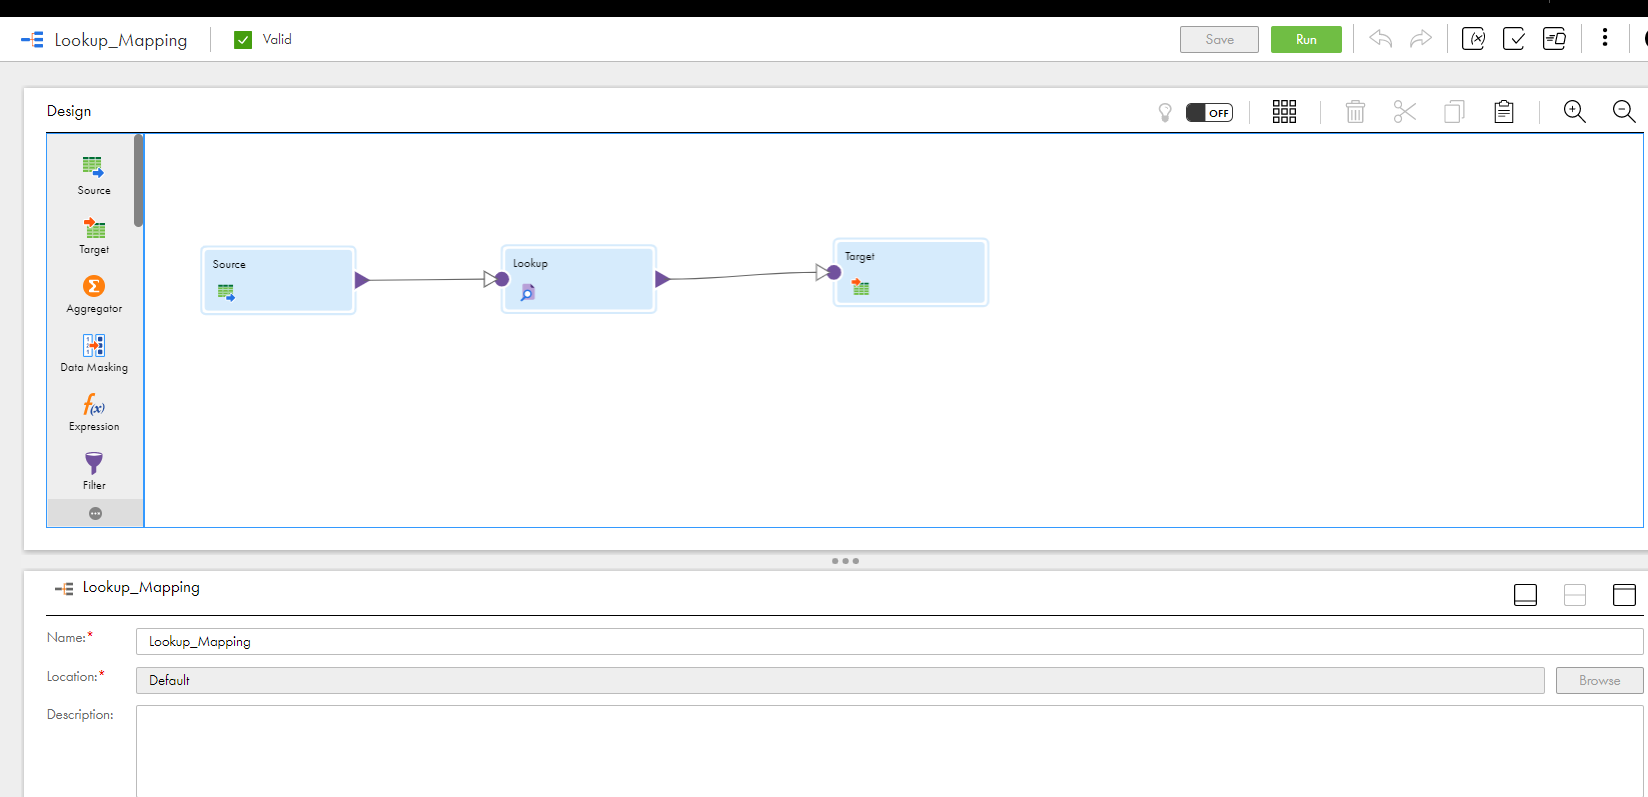 Lookup_Mapping
Valid
Save
Run
Design
OFF
Source
Target
Aggregator
Data Masking
Expression
f(x)
Filter
Source
Lookup
Target
Lookup_Mapping
Name:*
Lookup_Mapping
Location:*
Default
Browse
Description: